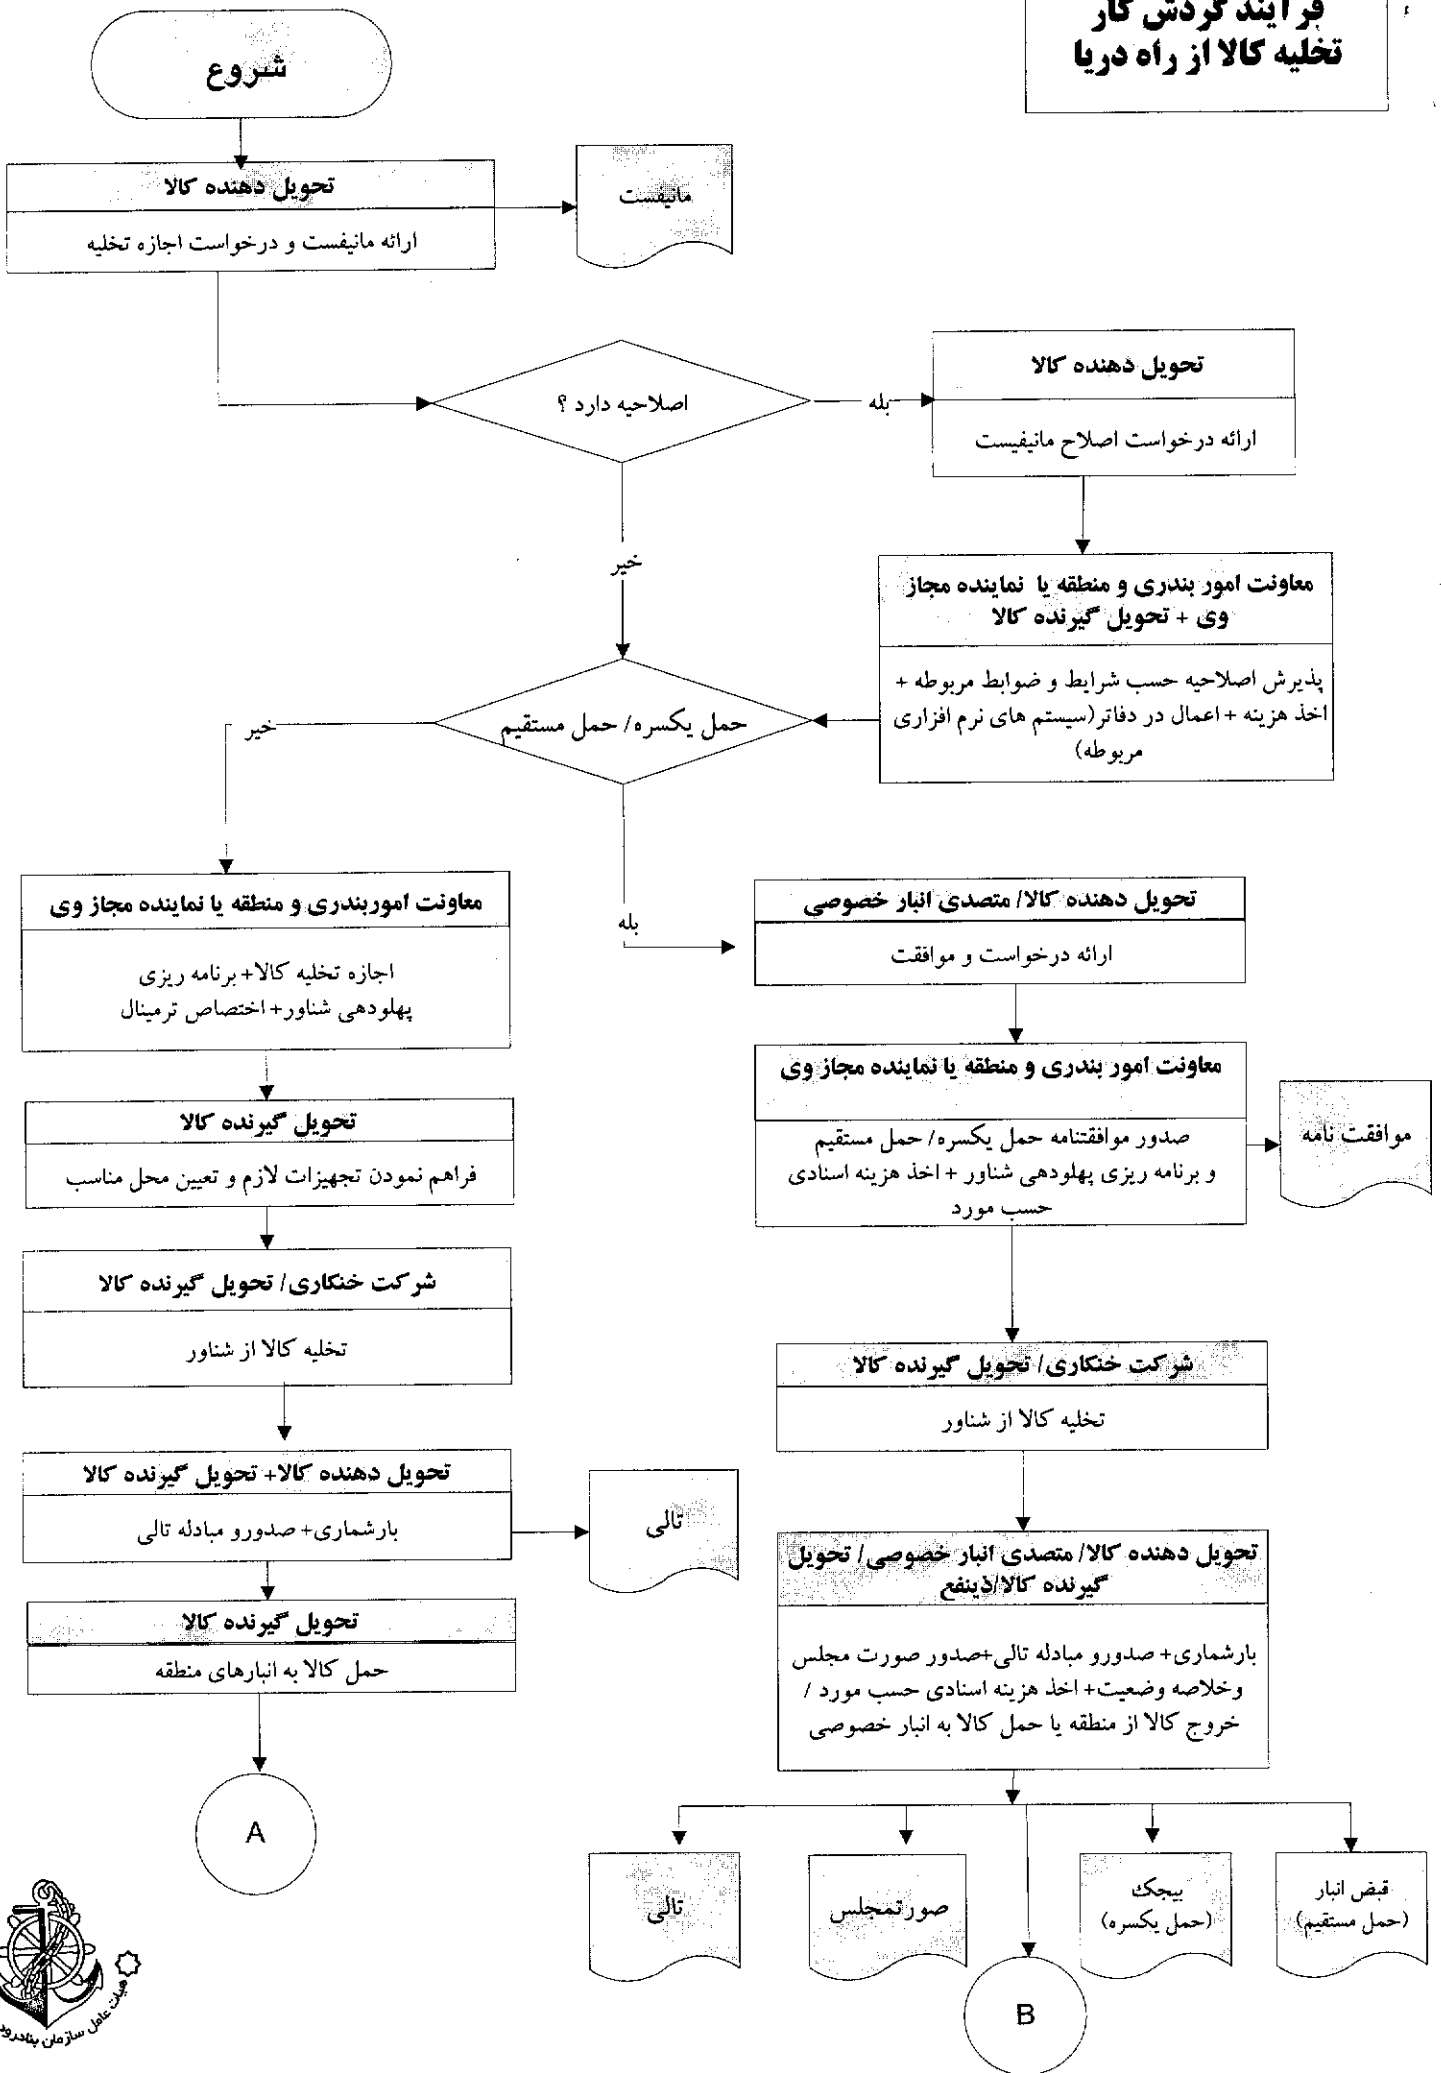 فرآیند گردش کار
تخلیه کالا از راه دریا
شروع
تحویل دهنده کالا
ارائه مانیفست و درخواست اجازه تخلیه
مانیفست
اصلاحیه دارد ؟
بله
تحویل دهنده کالا
ارائه درخواست اصلاح مانیفیست
خیر
معاونت امور بندری و منطقه یا نماینده مجاز
وی + تحویل گیرنده کالا
پذیرش اصلاحیه حسب شرایط و ضوابط مربوطه +
اخذ هزینه + اعمال در دفاتر(سیستم های نرم افزاری
مربوطه)
حمل یکسره/ حمل مستقیم
خیر
بله
معاونت اموربندری و منطقه یا نماینده مجاز وی
اجازه تخلیه کالا+ برنامه ریزی
پهلودهی شناور+ اختصاص ترمینال
تحویل گیرنده کالا
فراهم نمودن تجهیزات لازم و تعیین محل مناسب
شرکت خنکاری/ تحویل گیرنده کالا
تخلیه کالا از شناور
تحویل دهنده کالا+ تحویل گیرنده کالا
بارشماری+ صدورو مبادله تالی
تالی
تحویل گیرنده کالا
حمل کالا به انبارهای منطقه
A
تحویل دهنده کالا/ متصدی انبار خصوصی
ارائه درخواست و موافقت
معاونت امور بندری و منطقه یا نماینده مجاز وی
صدور موافقتنامه حمل یکسره/ حمل مستقیم
و برنامه ریزی پهلودهی شناور + اخذ هزینه اسنادی
حسب مورد
موافقت نامه
شرکت خنکاری/ تحویل گیرنده کالا
تخلیه کالا از شناور
تحویل دهنده کالا/ متصدی انبار خصوصی/ تحویل
گیرنده کالا/ذینفع
بارشماری+ صدورو مبادله تالی+صدور صورت مجلس
وخلاصه وضعیت+ اخذ هزینه اسنادی حسب مورد /
خروج کالا از منطقه یا حمل کالا به انبار خصوصی
قبض انبار
(حمل مستقیم)
بیجک
(حمل یکسره)
صورتمجلس
تالی
B
هیات عامل سازمان بنادرود